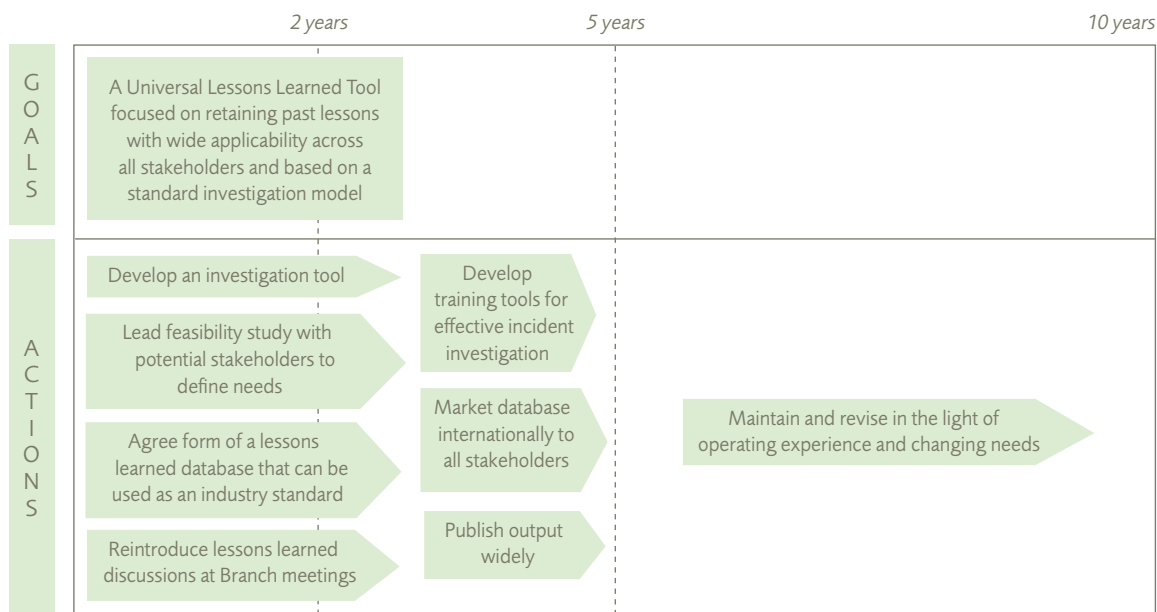 2 years
5 years
10 years
GOALS
A Universal Lessons Learned Tool
focused on retaining past lessons
with wide applicability across
all stakeholders and based on a
standard investigation model
ACTIONS
Develop an investigation tool
Lead feasibility study with
potential stakeholders to
define needs
Agree form of a lessons
learned database that can be
used as an industry standard
Reintroduce lessons learned
discussions at Branch meetings
Develop
training tools for
effective incident
investigation
Market database
internationally to
all stakeholders
Publish output
widely
Maintain and revise in the light of
operating experience and changing needs